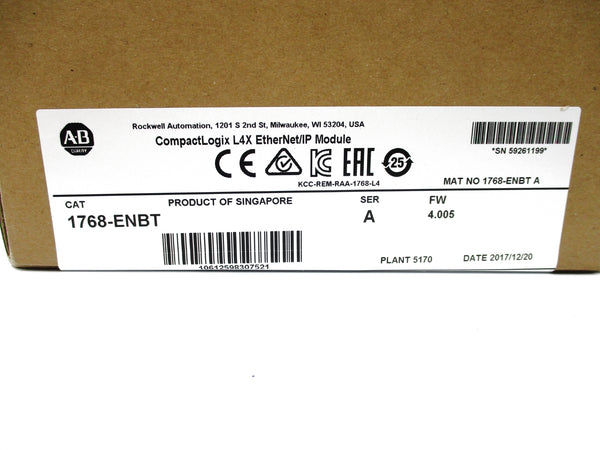 A-B
QUALITY
Rockwell Automation, 1201 S 2nd St, Milwaukee, WI 53204, USA
CompactLogix L4X EtherNet/IP Module
CE EAC 25
KCC-REM-RAA-1768-L4
*SN 59261199*
MAT NO 1768-ENBT A
CAT PRODUCT OF SINGAPORE SER FW
1768-ENBT A 4.005
10612598307521
PLANT 5170 DATE 2017/12/20